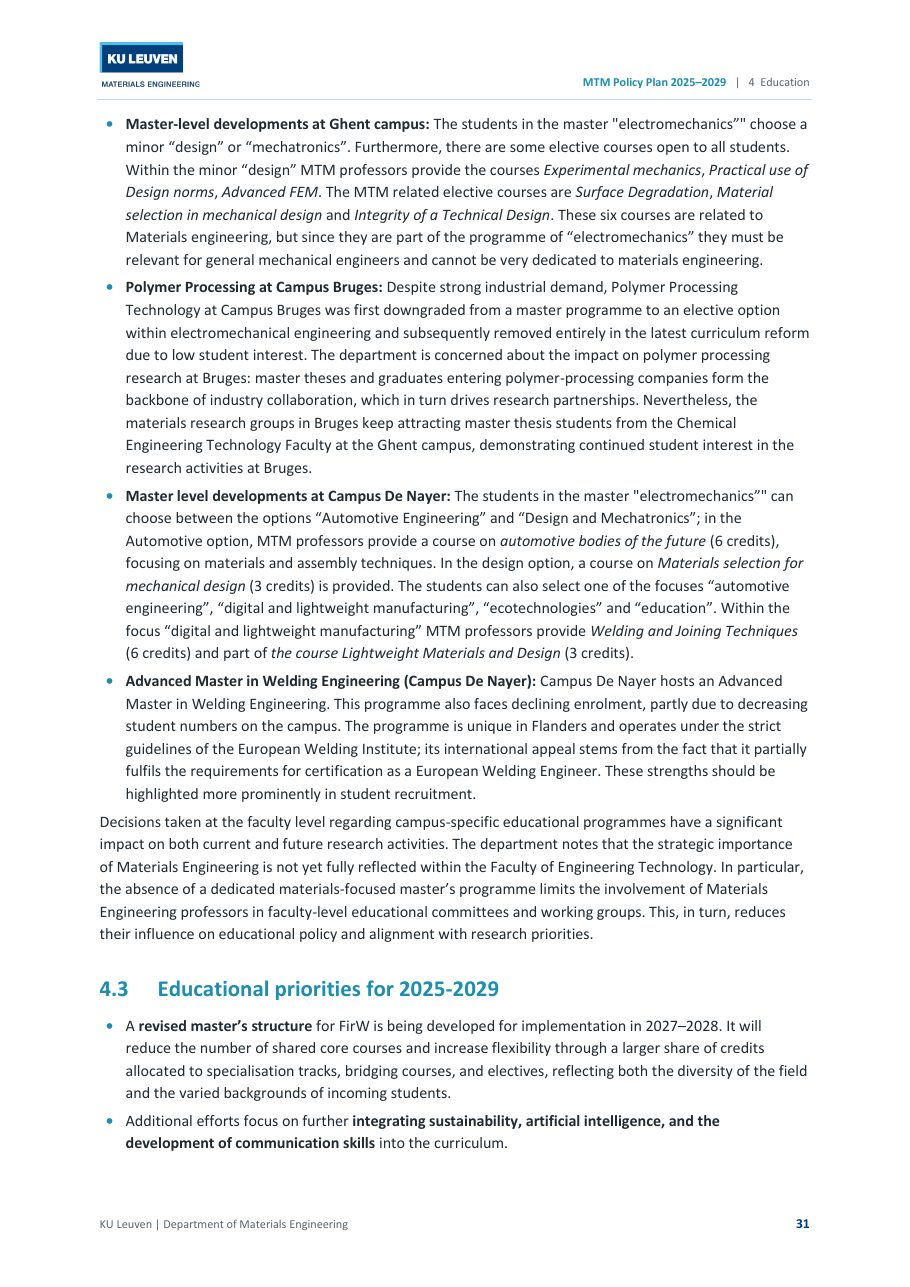 KU LEUVEN
MATERIALS ENGINEERING
MTM Policy Plan 2025–2029 | 4 Education
• Master-level developments at Ghent campus: The students in the master "electromechanics”" choose a
minor “design” or “mechatronics”. Furthermore, there are some elective courses open to all students.
Within the minor “design” MTM professors provide the courses Experimental mechanics, Practical use of
Design norms, Advanced FEM. The MTM related elective courses are Surface Degradation, Material
selection in mechanical design and Integrity of a Technical Design. These six courses are related to
Materials engineering, but since they are part of the programme of “electromechanics” they must be
relevant for general mechanical engineers and cannot be very dedicated to materials engineering.
• Polymer Processing at Campus Bruges: Despite strong industrial demand, Polymer Processing
Technology at Campus Bruges was first downgraded from a master programme to an elective option
within electromechanical engineering and subsequently removed entirely in the latest curriculum reform
due to low student interest. The department is concerned about the impact on polymer processing
research at Bruges: master theses and graduates entering polymer-processing companies form the
backbone of industry collaboration, which in turn drives research partnerships. Nevertheless, the
materials research groups in Bruges keep attracting master thesis students from the Chemical
Engineering Technology Faculty at the Ghent campus, demonstrating continued student interest in the
research activities at Bruges.
• Master level developments at Campus De Nayer: The students in the master "electromechanics”" can
choose between the options “Automotive Engineering” and “Design and Mechatronics”; in the
Automotive option, MTM professors provide a course on automotive bodies of the future (6 credits),
focusing on materials and assembly techniques. In the design option, a course on Materials selection for
mechanical design (3 credits) is provided. The students can also select one of the focuses “automotive
engineering”, “digital and lightweight manufacturing”, “ecotechnologies” and “education”. Within the
focus “digital and lightweight manufacturing” MTM professors provide Welding and Joining Techniques
(6 credits) and part of the course Lightweight Materials and Design (3 credits).
• Advanced Master in Welding Engineering (Campus De Nayer): Campus De Nayer hosts an Advanced
Master in Welding Engineering. This programme also faces declining enrolment, partly due to decreasing
student numbers on the campus. The programme is unique in Flanders and operates under the strict
guidelines of the European Welding Institute; its international appeal stems from the fact that it partially
fulfils the requirements for certification as a European Welding Engineer. These strengths should be
highlighted more prominently in student recruitment.
Decisions taken at the faculty level regarding campus-specific educational programmes have a significant
impact on both current and future research activities. The department notes that the strategic importance
of Materials Engineering is not yet fully reflected within the Faculty of Engineering Technology. In particular,
the absence of a dedicated materials-focused master’s programme limits the involvement of Materials
Engineering professors in faculty-level educational committees and working groups. This, in turn, reduces
their influence on educational policy and alignment with research priorities.
4.3 Educational priorities for 2025-2029
• A revised master’s structure for FirW is being developed for implementation in 2027–2028. It will
reduce the number of shared core courses and increase flexibility through a larger share of credits
allocated to specialisation tracks, bridging courses, and electives, reflecting both the diversity of the field
and the varied backgrounds of incoming students.
• Additional efforts focus on further integrating sustainability, artificial intelligence, and the
development of communication skills into the curriculum.
KU Leuven | Department of Materials Engineering
31